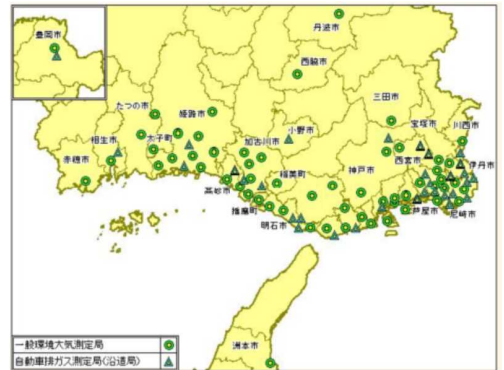 豊岡市
丹波市
西脇市
三田市
たつの市
姫路市
宝塚市
川西市
相生市
太子町
加古川市
小野市
赤穂市
西宮市
伊丹市
神戸市
稲美町
高砂市
播磨町
芦屋市
尼崎市
明石市
洲本市
一般環境大気測定局
自動車排ガス測定局(沿道局)